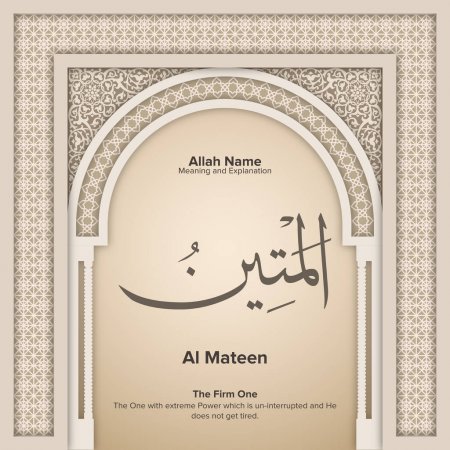 Allah Name
Meaning and Explanation
الْمَتِينُ
Al Mateen
The Firm One
The One with extreme Power which is un-interrupted and He
does not get tired.